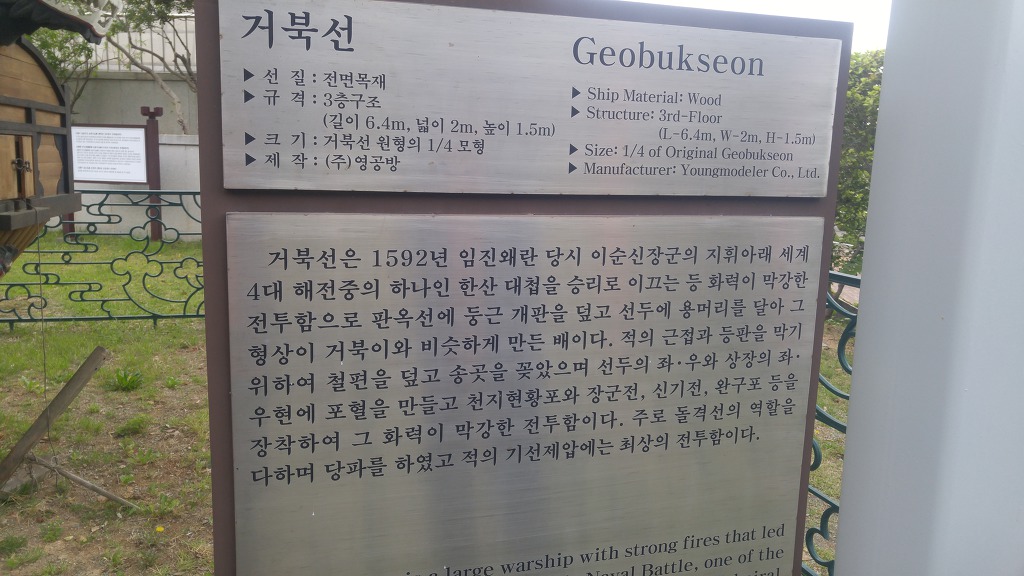 거북선
▶ 선 질 : 전면목재
▶ 규 격 : 3층구조
(길이 6.4m, 넓이 2m, 높이 1.5m)
▶ 크 기 : 거북선 원형의 1/4 모형
▶ 제 작 : (주)영공방
Geobukseon
▶ Ship Material: Wood
▶ Structure: 3rd-Floor
(L-6.4m, W-2m, H-1.5m)
▶ Size: 1/4 of Original Geobukseon
▶ Manufacturer: Youngmodeler Co., Ltd.
거북선은 1592년 임진왜란 당시 이순신장군의 지휘아래 세계
4대 해전중의 하나인 한산 대첩을 승리로 이끄는 등 화력이 막강한
전투함으로 판옥선에 둥근 개판을 덮고 선두에 용머리를 달아 그
형상이 거북이와 비슷하게 만든 배이다. 적의 근접과 등판을 막기
위하여 철편을 덮고 송곳을 꽂았으며 선두의 좌·우와 상장의 좌·
우현에 포혈을 만들고 천지현황포와 장군전, 신기전, 완구포 등을
장착하여 그 화력이 막강한 전투함이다. 주로 돌격선의 역할을
다하며 당파를 하였고 적의 기선제압에는 최상의 전투함이다.
is a large warship with strong fires that led
Naval Battle, one of the